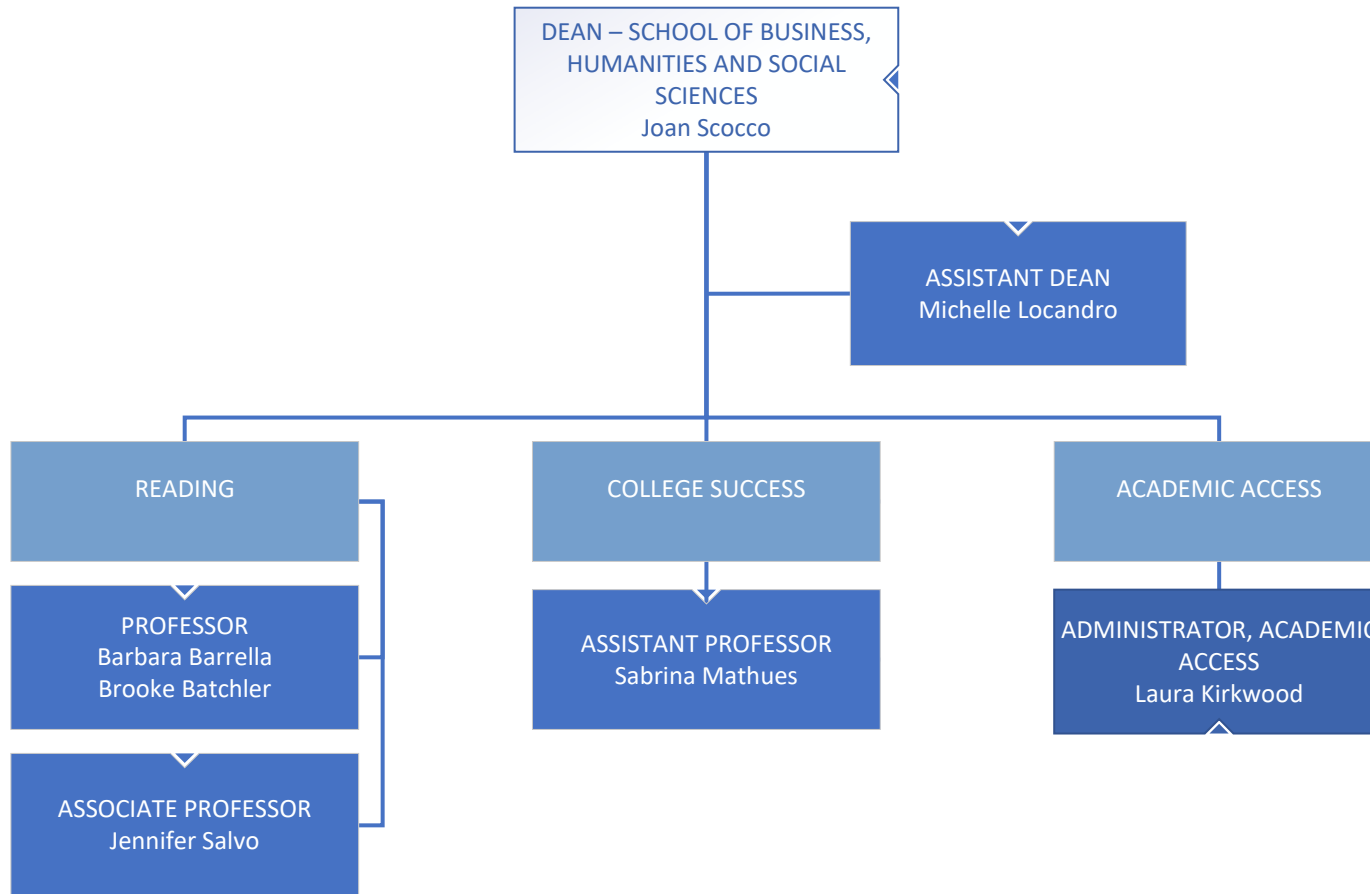 DEAN – SCHOOL OF BUSINESS,
HUMANITIES AND SOCIAL
SCIENCES
Joan Scocco
ASSISTANT DEAN
Michelle Locandro
READING
COLLEGE SUCCESS
ACADEMIC ACCESS
PROFESSOR
Barbara Barrella
Brooke Batchler
ASSISTANT PROFESSOR
Sabrina Mathues
ADMINISTRATOR, ACADEMIC
ACCESS
Laura Kirkwood
ASSOCIATE PROFESSOR
Jennifer Salvo